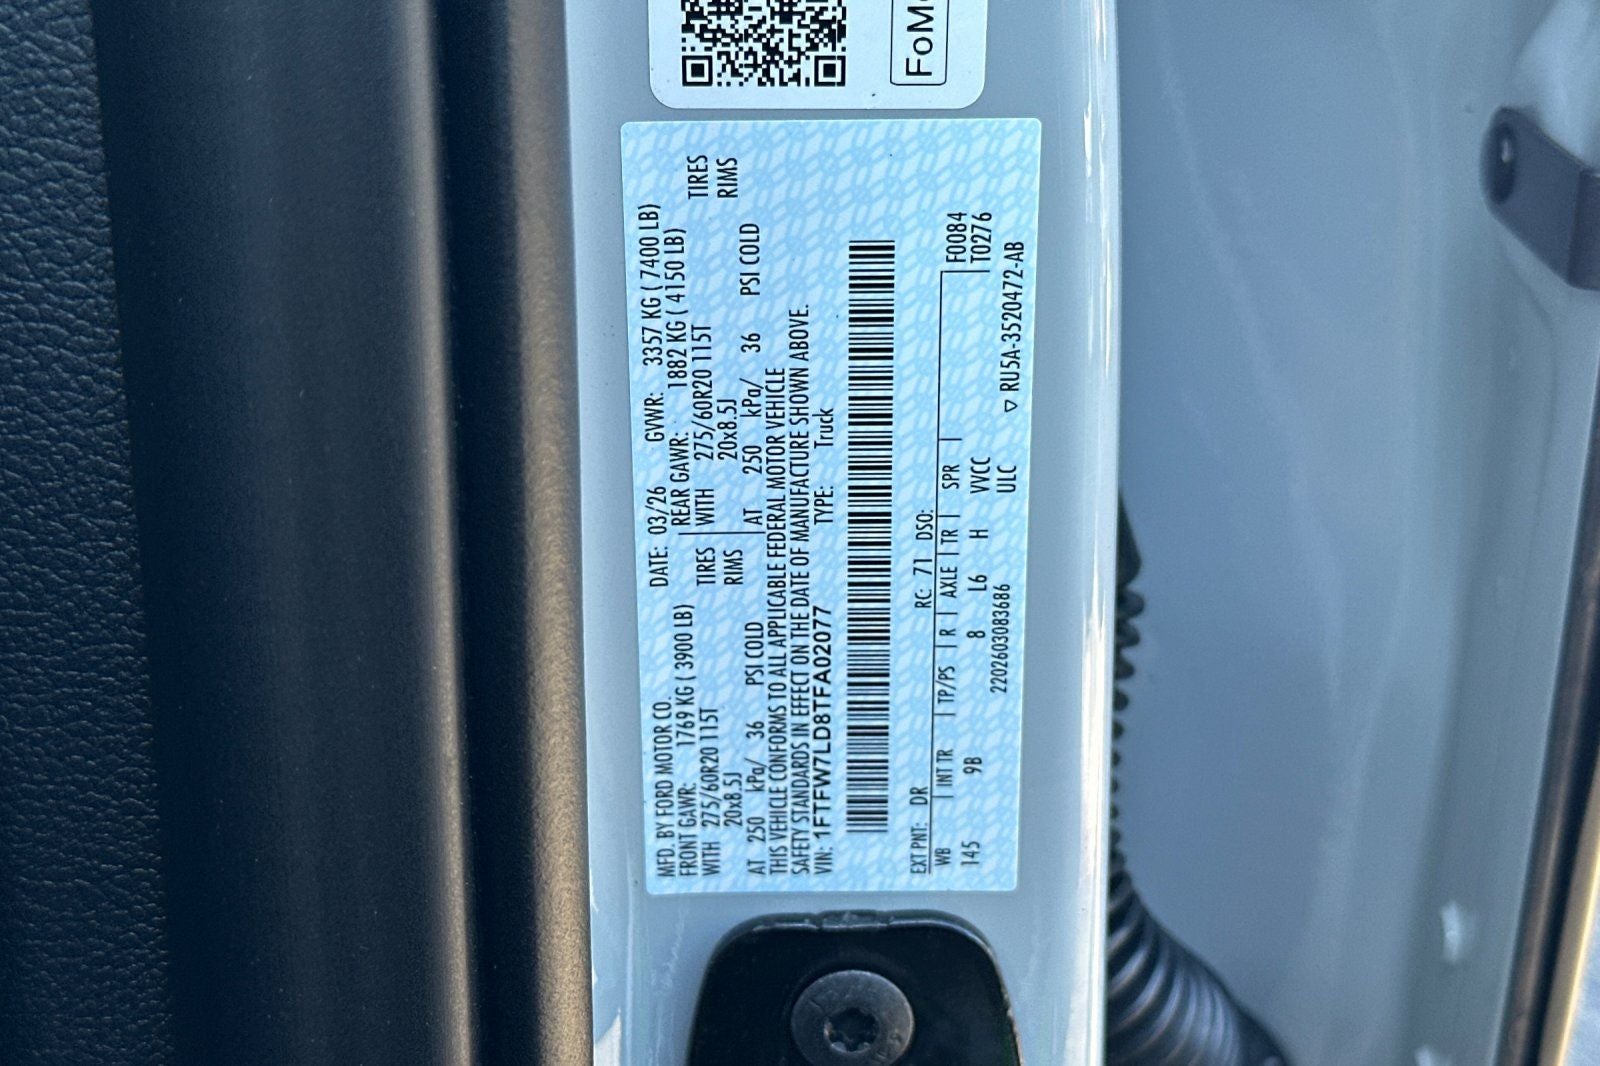 FoMo
MFD. BY FORD MOTOR CO.  DATE: 03/26  GVWR: 3357 KG ( 7400 LB)
FRONT GAWR: 1769 KG ( 3900 LB)  REAR GAWR: 1882 KG ( 4150 LB)
WITH 275/60R20 115T TIRES  WITH 275/60R20 115T TIRES
20x8.5J RIMS  20x8.5J RIMS
AT 250 kPa/ 36 PSI COLD  AT 250 kPa/ 36 PSI COLD
THIS VEHICLE CONFORMS TO ALL APPLICABLE FEDERAL MOTOR VEHICLE
SAFETY STANDARDS IN EFFECT ON THE DATE OF MANUFACTURE SHOWN ABOVE.
VIN: 1FTFW7LD8TFA02077  TYPE: Truck
EXT PNT: DR  RC: 71  DSO:
WB | INT TR | TP/PS | R | AXLE | TR | SPR | F0084
145  9B  8  L6  H  VVCC  T0276
2202603083686  ULC  ▽ RU5A-3520472-AB